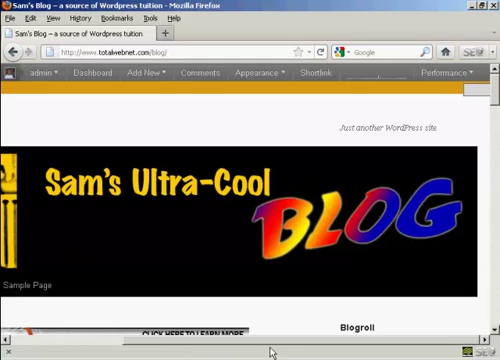 Sam's Blog – a source of Wordpress tuition - Mozilla Firefox
File Edit View History Bookmarks Tools Help
Sam's Blog – a source of Wordpress tuition
http://www.totalwebnet.com/blog/
Google
admin Dashboard Add New Comments Appearance Shortlink Performance
Just another WordPress site
Sam's Ultra-Cool
BLOG
Sample Page
CLICK HERE TO LEARN MORE
Blogroll